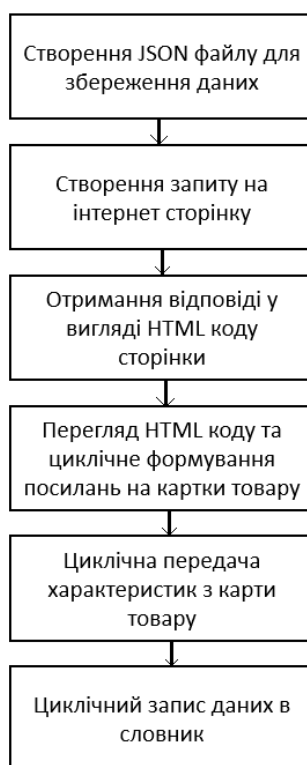 Створення JSON файлу для
збереження даних
Створення запиту на
інтернет сторінку
Отримання відповіді у
вигляді HTML коду
сторінки
Перегляд HTML коду та
циклічне формування
посилань на картки товару
Циклічна передача
характеристик з карти
товару
Циклічний запис даних в
словник